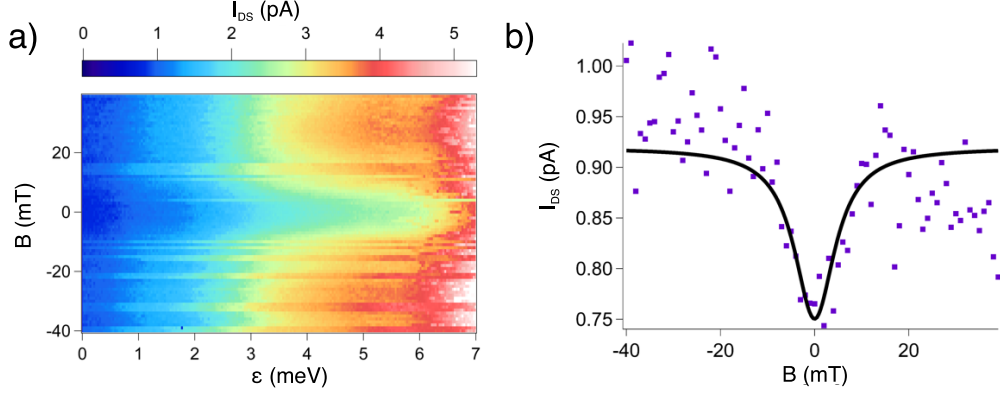 a)
I_DS (pA)
0 1 2 3 4 5
B (mT)
20
0
-20
-40
0 1 2 3 4 5 6 7
ε (meV)
b)
I_DS (pA)
1.00
0.95
0.90
0.85
0.80
0.75
-40 -20 0 20
B (mT)